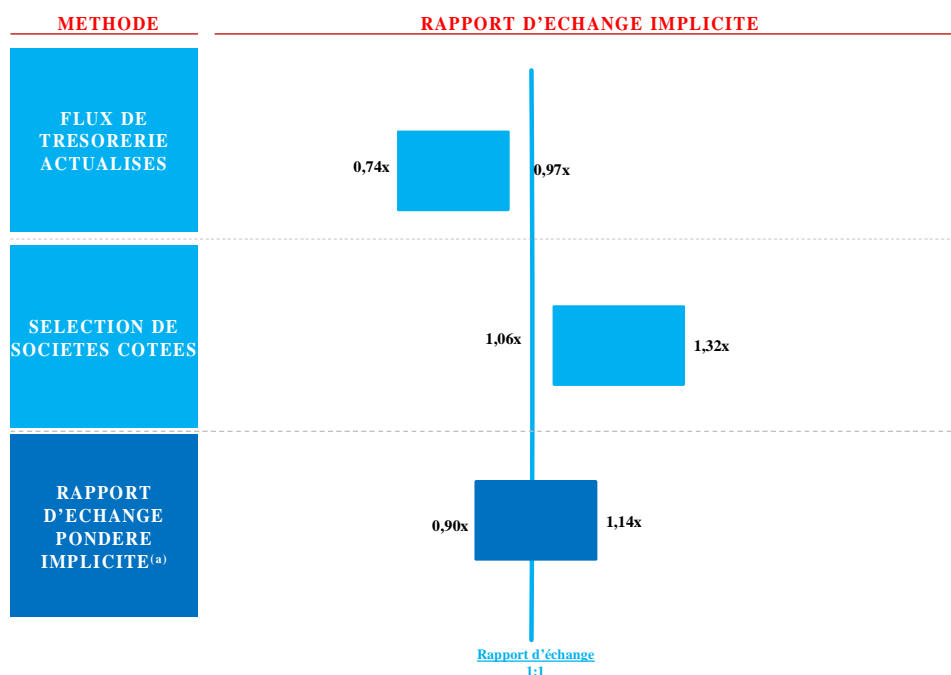 METHODE
RAPPORT D’ECHANGE IMPLICITE
FLUX DE
TRESORERIE
ACTUALISES
0,74x
0,97x
SELECTION DE
SOCIETES COTEES
1,06x
1,32x
RAPPORT
D’ECHANGE
PONDERE
IMPLICITE(a)
0,90x
1,14x
Rapport d’échange
1:1